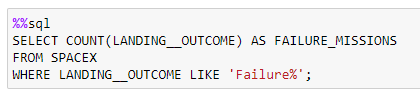 %%sql
SELECT COUNT(LANDING__OUTCOME) AS FAILURE_MISSIONS
FROM SPACEX
WHERE LANDING__OUTCOME LIKE 'Failure%';